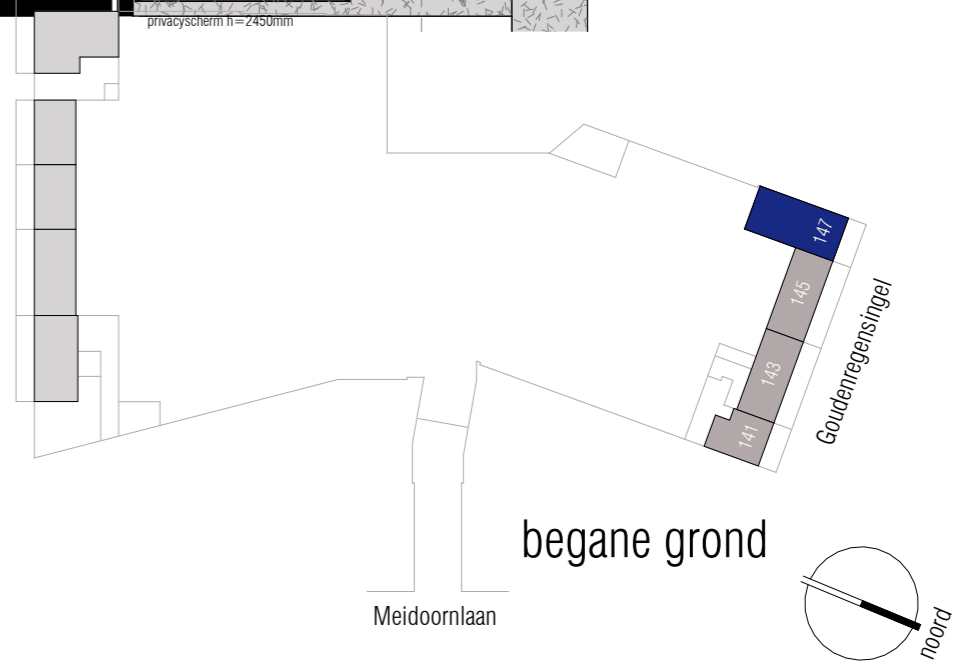 privacyscherm h=2450mm
147
145
143
141
Goudenregensingel
begane grond
Meidoornlaan
noord